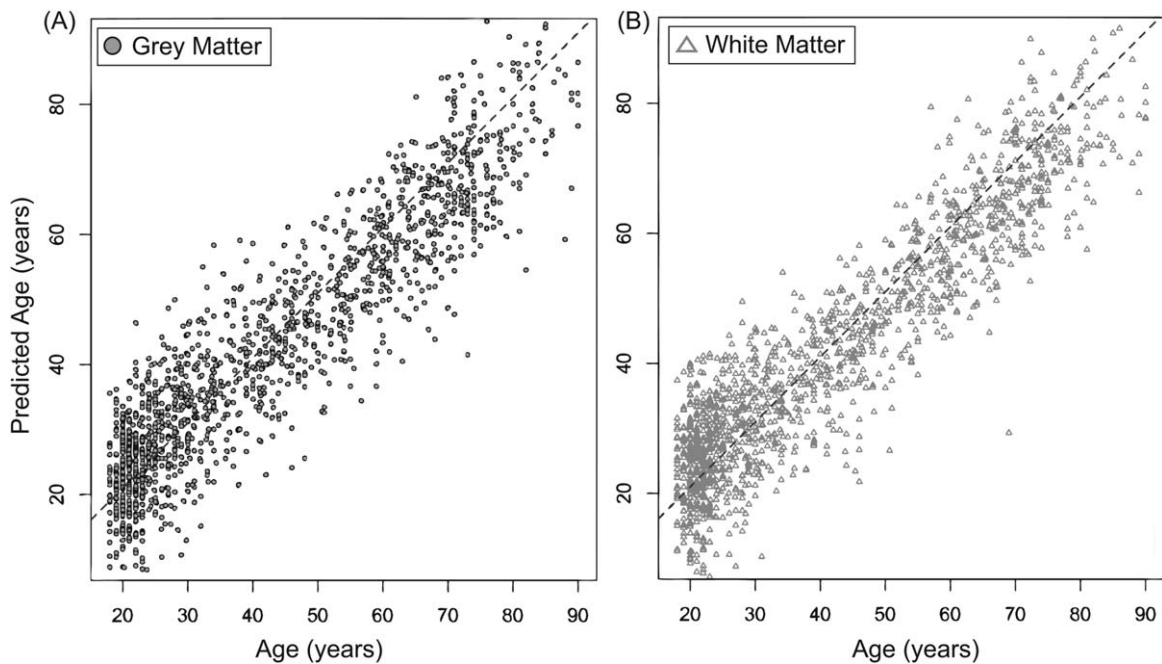 (A)
Grey Matter
80
60
40
20
20 30 40 50 60 70 80 90
Age (years)
Predicted Age (years)
(B)
White Matter
80
60
40
20
20 30 40 50 60 70 80 90
Age (years)